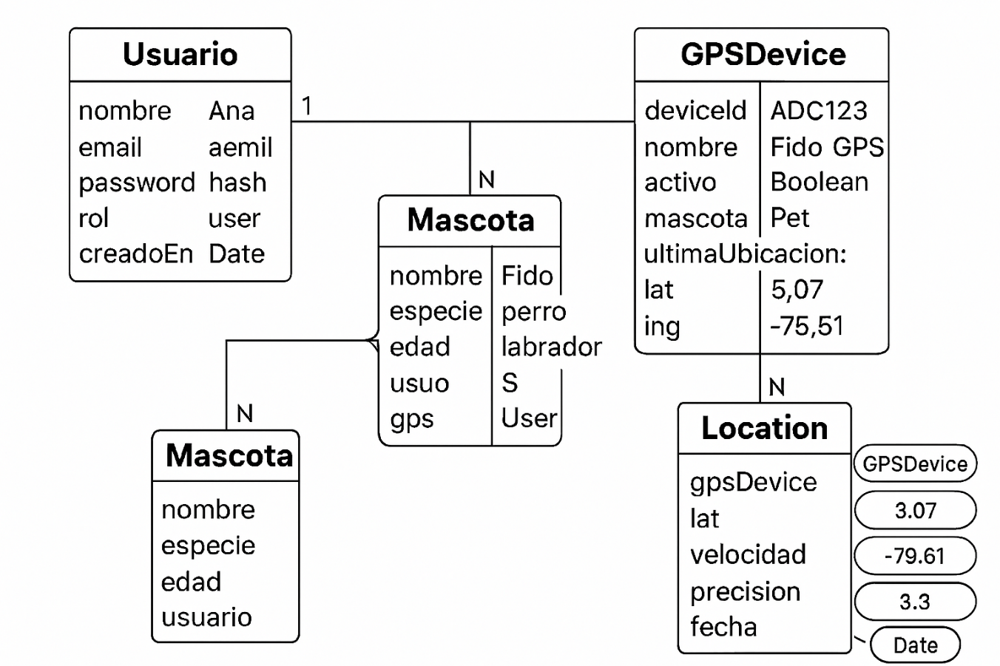 Usuario
nombre Ana
email aemil
password hash
rol user
creadoEn Date
1
N
GPSDevice
deviceId ADC123
nombre Fido GPS
activo Boolean
mascota Pet
ultimaUbicacion:
lat 5,07
ing -75,51
Mascota
nombre Fido
especie perro
edad labrador
usuo S
gps User
N
Mascota
nombre
especie
edad
usuario
N
Location
gpsDevice GPSDevice
lat 3.07
velocidad -79.61
precision 3.3
fecha Date